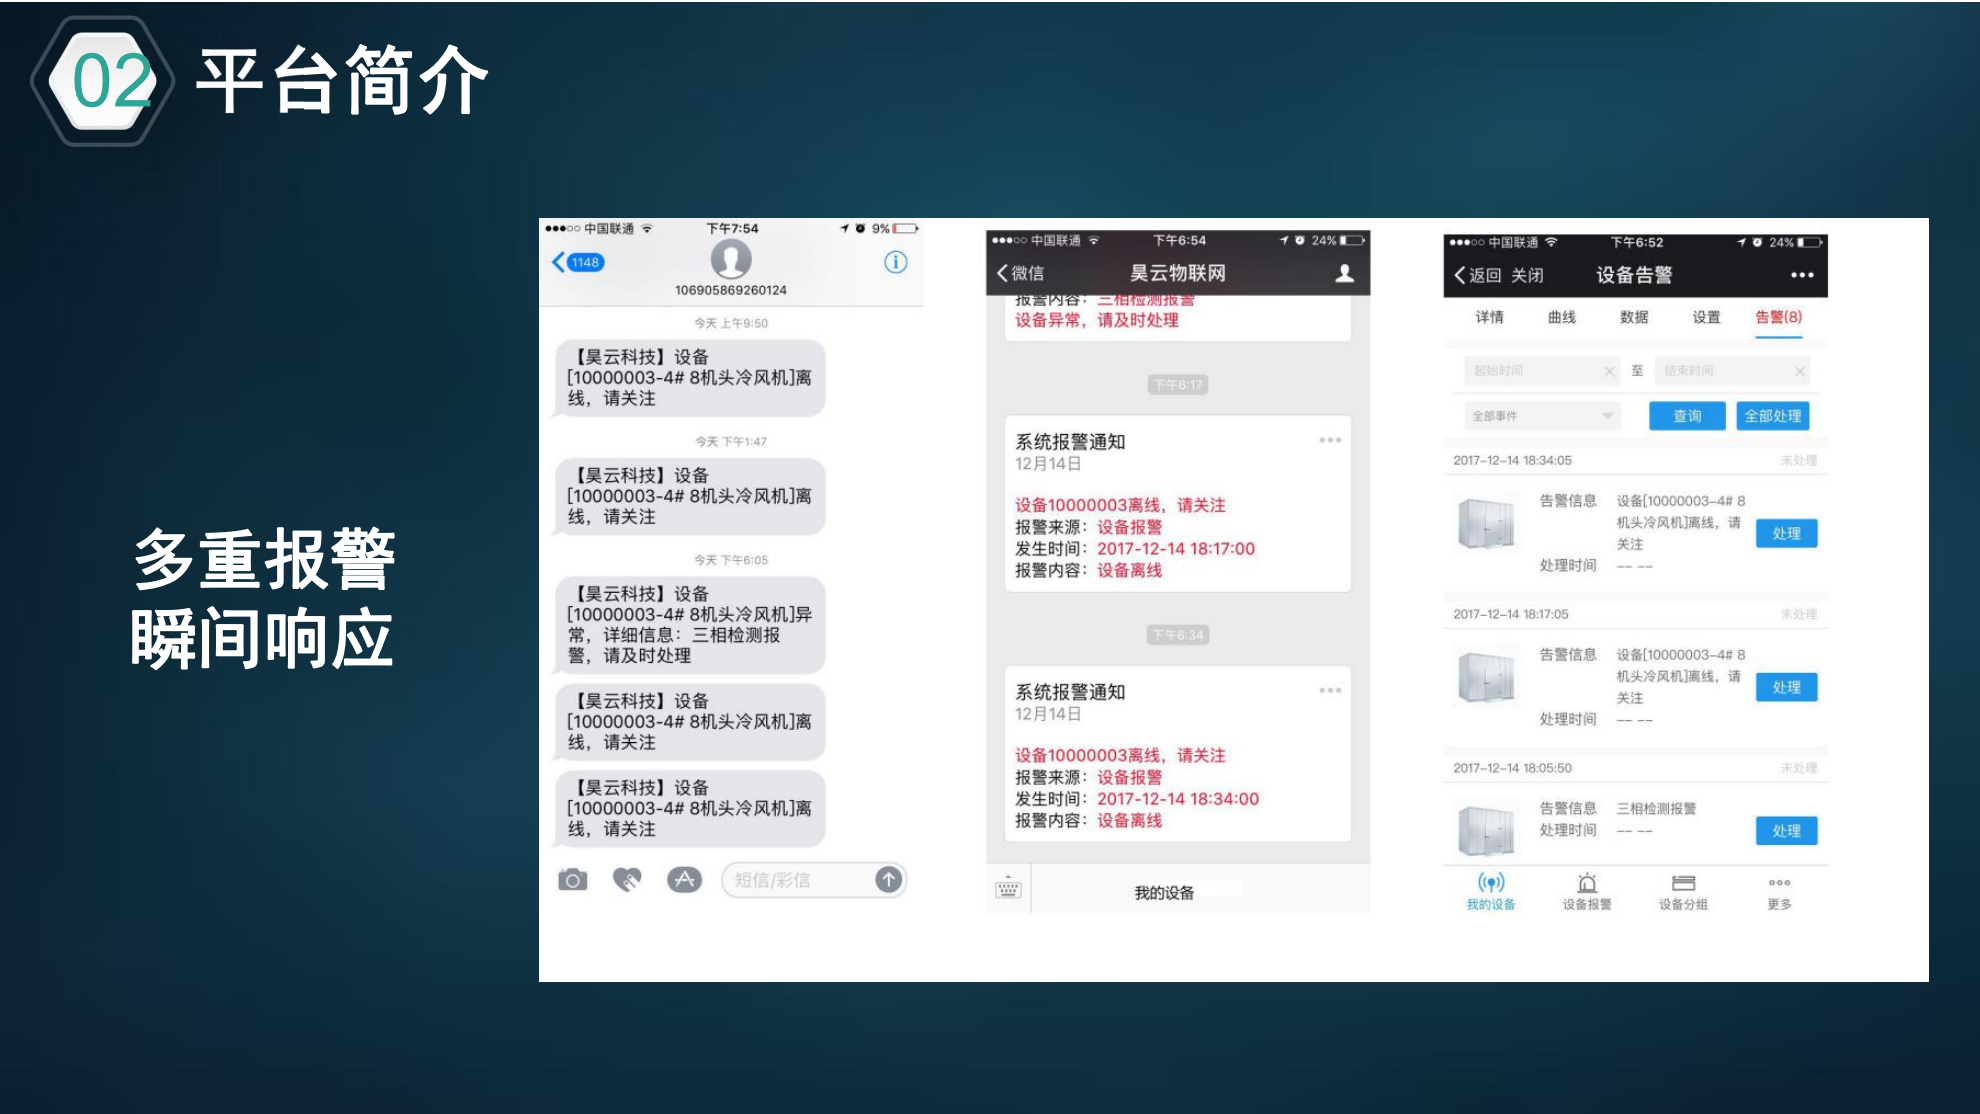 02 平台简介
多重报警
瞬间响应
中国联通 下午7:54 9%
1148
106905869260124
今天 上午9:50
【昊云科技】设备
[10000003-4# 8机头冷风机]离
线，请关注
今天 下午1:47
【昊云科技】设备
[10000003-4# 8机头冷风机]离
线，请关注
今天 下午6:05
【昊云科技】设备
[10000003-4# 8机头冷风机]异
常，详细信息：三相检测报
警，请及时处理
【昊云科技】设备
[10000003-4# 8机头冷风机]离
线，请关注
【昊云科技】设备
[10000003-4# 8机头冷风机]离
线，请关注
短信/彩信
中国联通 下午6:54 24%
微信 昊云物联网
报警内容：三相检测报警
设备异常，请及时处理
下午6:17
系统报警通知
12月14日
设备10000003离线，请关注
报警来源：设备报警
发生时间：2017-12-14 18:17:00
报警内容：设备离线
下午6:34
系统报警通知
12月14日
设备10000003离线，请关注
报警来源：设备报警
发生时间：2017-12-14 18:34:00
报警内容：设备离线
我的设备
中国联通 下午6:52 24%
返回 关闭 设备告警
详情 曲线 数据 设置 告警(8)
起始时间 至 结束时间
全部事件 查询 全部处理
2017-12-14 18:34:05 未处理
告警信息 设备[10000003-4# 8
机头冷风机]离线，请
关注
处理
处理时间 -- --
2017-12-14 18:17:05 未处理
告警信息 设备[10000003-4# 8
机头冷风机]离线，请
关注
处理
处理时间 -- --
2017-12-14 18:05:50 未处理
告警信息 三相检测报警
处理时间 -- --
处理
我的设备 设备报警 设备分组 更多